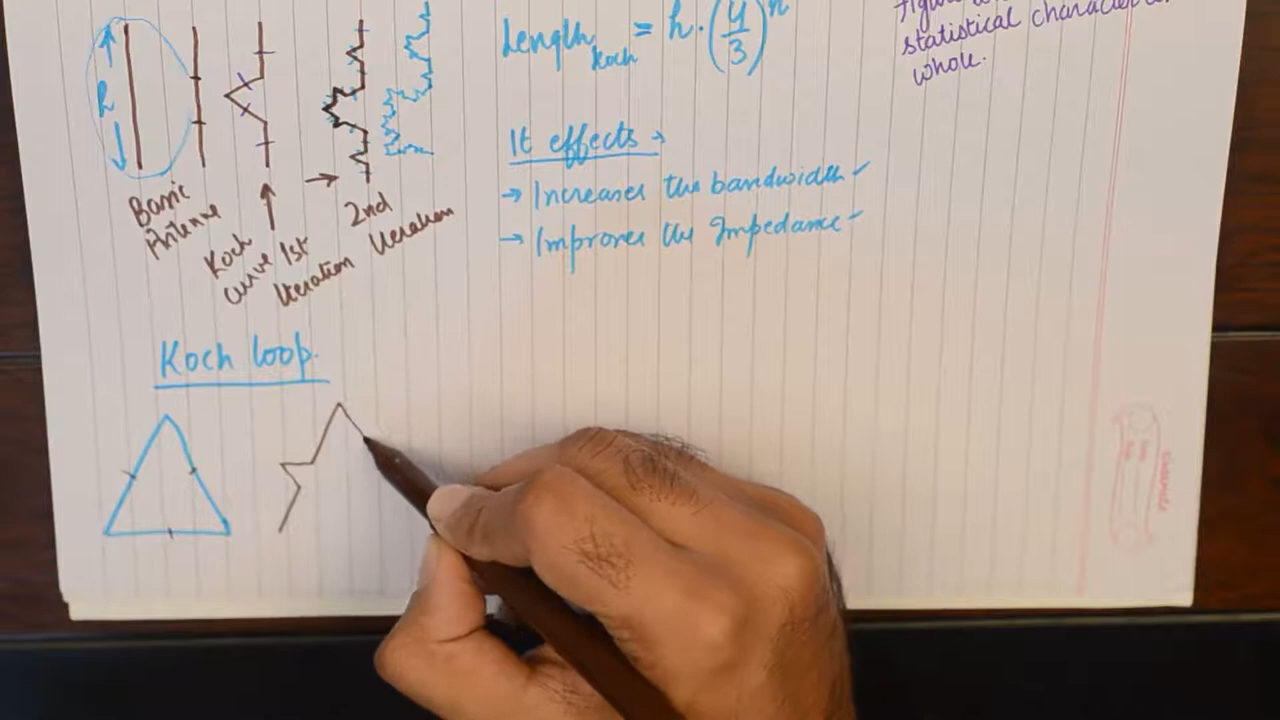 Length_koch = h·(4/3)^n
statistical character
whole.
h
It effects →
→ Increases the bandwidth
→ Improves the Impedance
Basic
Antenna
Koch
curve 1st
Iteration
2nd
Iteration
Koch loop.